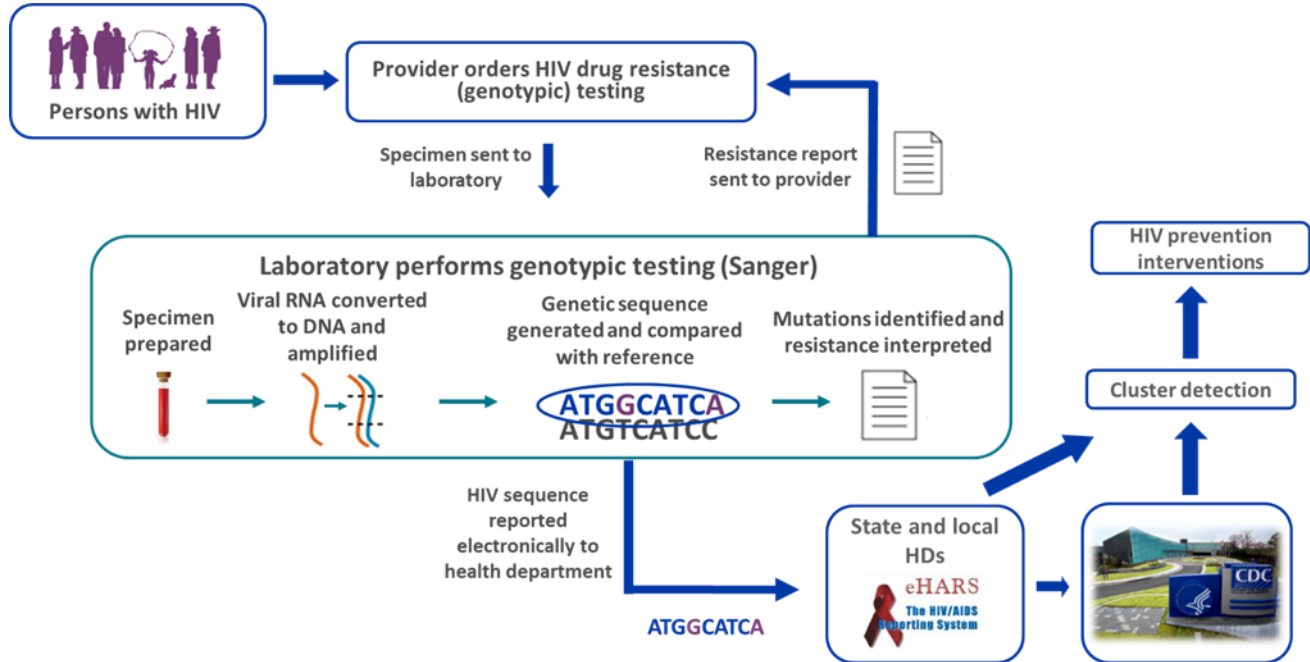 Persons with HIV
Provider orders HIV drug resistance
(genotypic) testing
Specimen sent to
laboratory
Resistance report
sent to provider
Laboratory performs genotypic testing (Sanger)
Specimen
prepared
Viral RNA converted
to DNA and
amplified
Genetic sequence
generated and compared
with reference
Mutations identified and
resistance interpreted
ATGGCATCA
ATGTCATCC
HIV prevention
interventions
Cluster detection
HIV sequence
reported
electronically to
health department
ATGGCATCA
State and local
HDs
eHARS
The HIV/AIDS
Reporting System
CDC